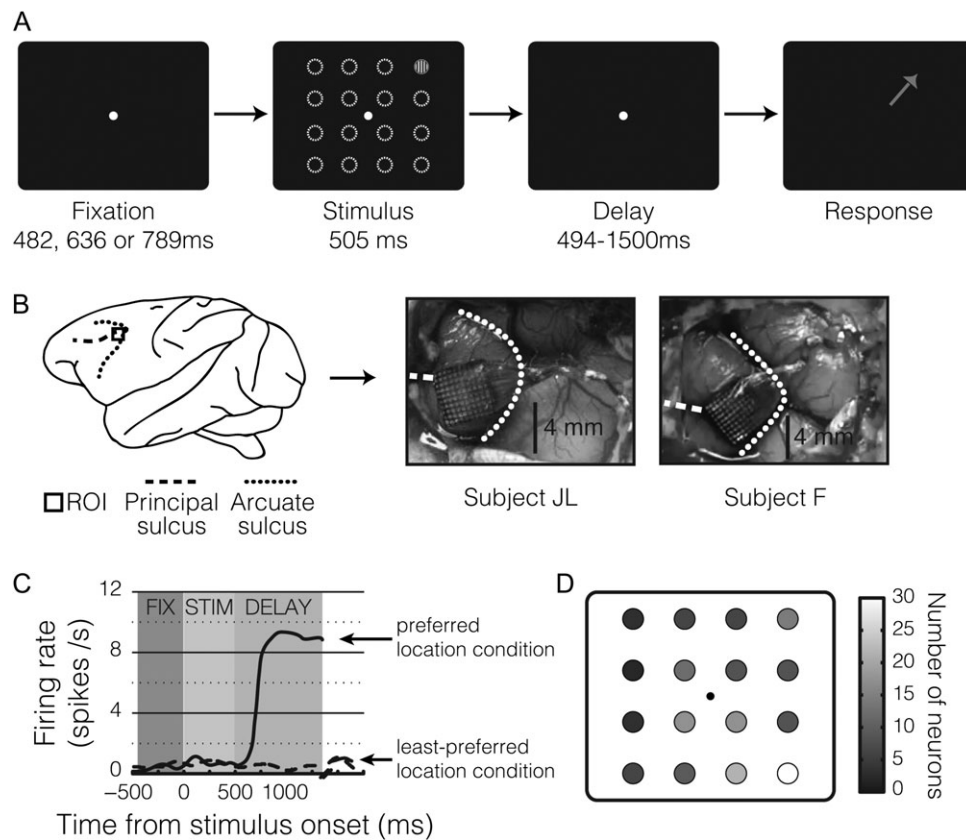 A
Fixation
482, 636 or 789ms
Stimulus
505 ms
Delay
494-1500ms
Response
B
ROI
Principal
sulcus
Arcuate
sulcus
4 mm
Subject JL
4 mm
Subject F
C
Firing rate
(spikes /s)
12
8
4
0
FIX STIM DELAY
preferred
location condition
least-preferred
location condition
−500 0 500 1000
Time from stimulus onset (ms)
D
30
25
20
15
10
5
0
Number of neurons